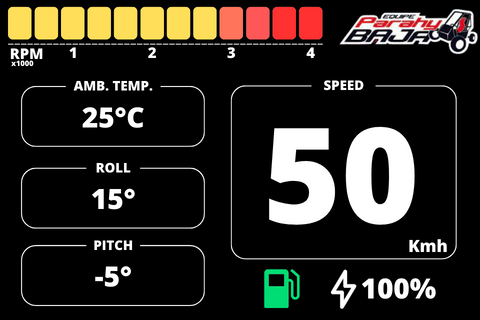 EQUIPE
Parahy
BAJA
RPM
x1000
1 2 3 4
AMB. TEMP.
25°C
ROLL
15°
PITCH
-5°
SPEED
50
Kmh
100%